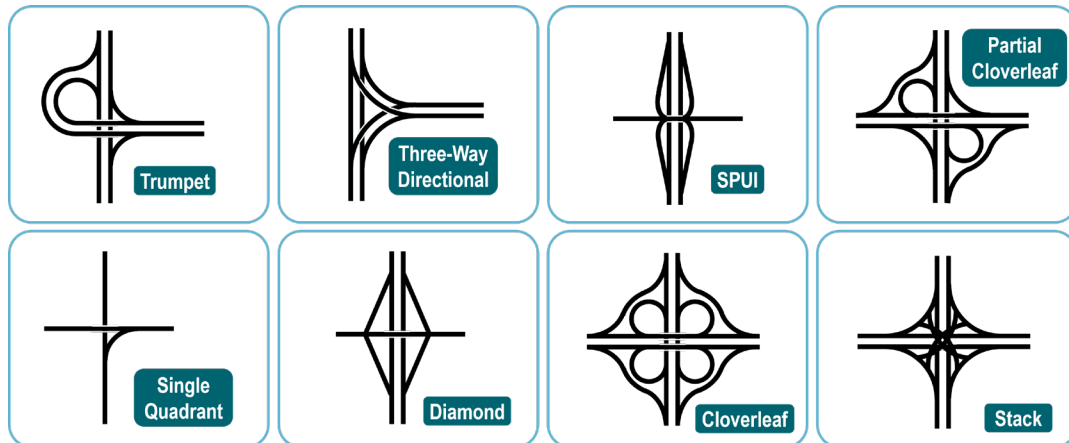 Trumpet
Three-Way
Directional
SPUI
Partial
Cloverleaf
Single
Quadrant
Diamond
Cloverleaf
Stack